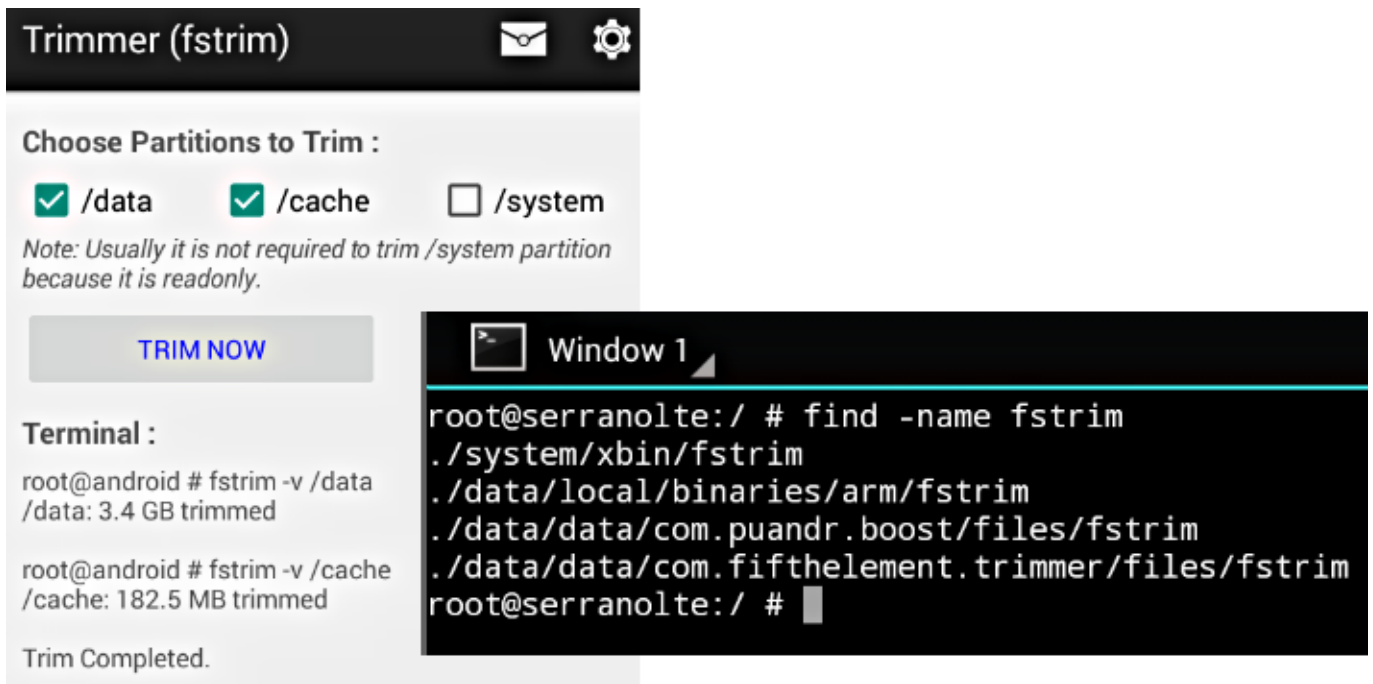 Trimmer (fstrim)
Choose Partitions to Trim :
/data /cache /system
Note: Usually it is not required to trim /system partition
because it is readonly.
TRIM NOW
Terminal :
root@android # fstrim -v /data
/data: 3.4 GB trimmed
root@android # fstrim -v /cache
/cache: 182.5 MB trimmed
Trim Completed.
Window 1
root@serranolte:/ # find -name fstrim
./system/xbin/fstrim
./data/local/binaries/arm/fstrim
./data/data/com.puandr.boost/files/fstrim
./data/data/com.fifthelement.trimmer/files/fstrim
root@serranolte:/ #